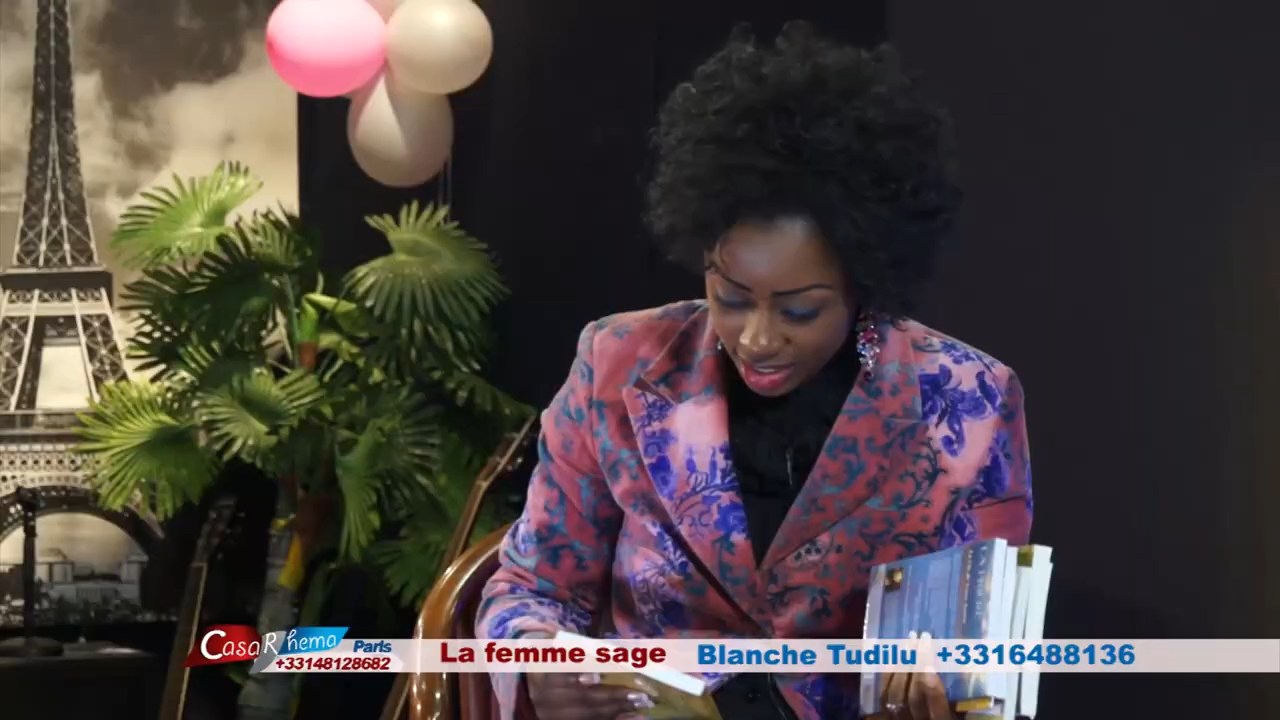 CasaRhema Paris
+33148128682
La femme sage Blanche Tudilu +3316488136